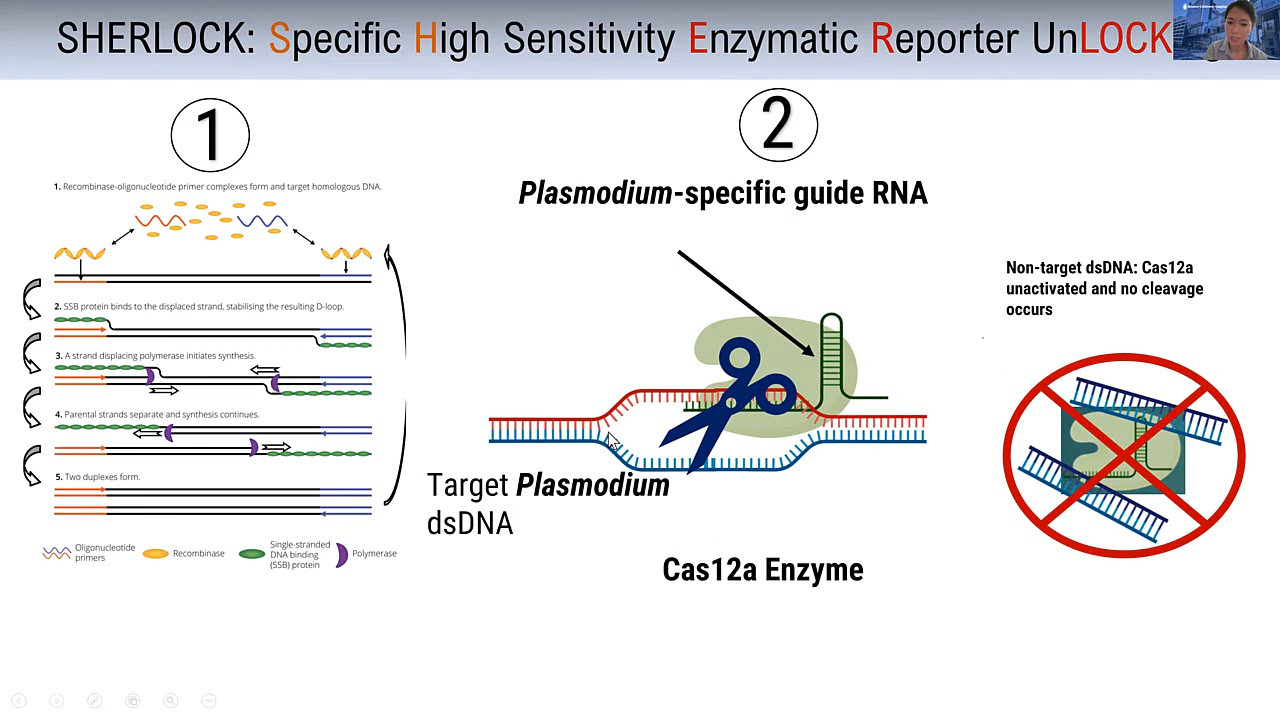 SHERLOCK: Specific High Sensitivity Enzymatic Reporter UnLOCK
1
1. Recombinase-oligonucleotide primer complexes form and target homologous DNA.
2. SSB protein binds to the displaced strand, stabilising the resulting D-loop.
3. A strand displacing polymerase initiates synthesis.
4. Parental strands separate and synthesis continues.
5. Two duplexes form.
Oligonucleotide
primers
Recombinase
Single-stranded
DNA binding
(SSB) protein
Polymerase
2
Plasmodium-specific guide RNA
Target Plasmodium
dsDNA
Cas12a Enzyme
Non-target dsDNA: Cas12a
unactivated and no cleavage
occurs